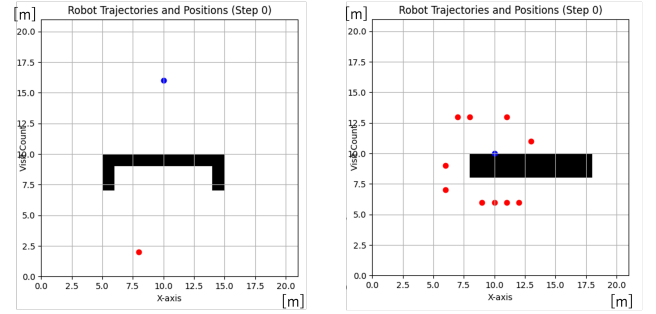 [m]
Robot Trajectories and Positions (Step 0)
20.0
17.5
15.0
12.5
10.0
7.5
5.0
2.5
0.0
Visit Count
0.0 2.5 5.0 7.5 10.0 12.5 15.0 17.5 20.0
X-axis
[m]
[m]
Robot Trajectories and Positions (Step 0)
20.0
17.5
15.0
12.5
10.0
7.5
5.0
2.5
0.0
Visit Count
0.0 2.5 5.0 7.5 10.0 12.5 15.0 17.5 20.0
X-axis
[m]